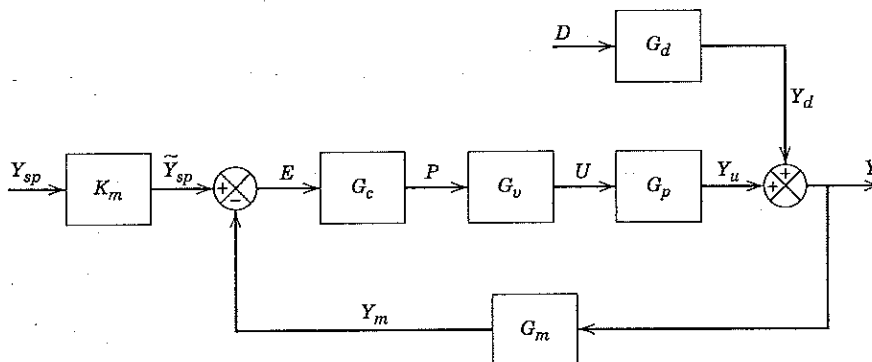 D
G_d
Y_d
Y_sp
K_m
Ỹ_sp
+
−
E
G_c
P
G_v
U
G_p
Y_u
+
+
Y
Y_m
G_m